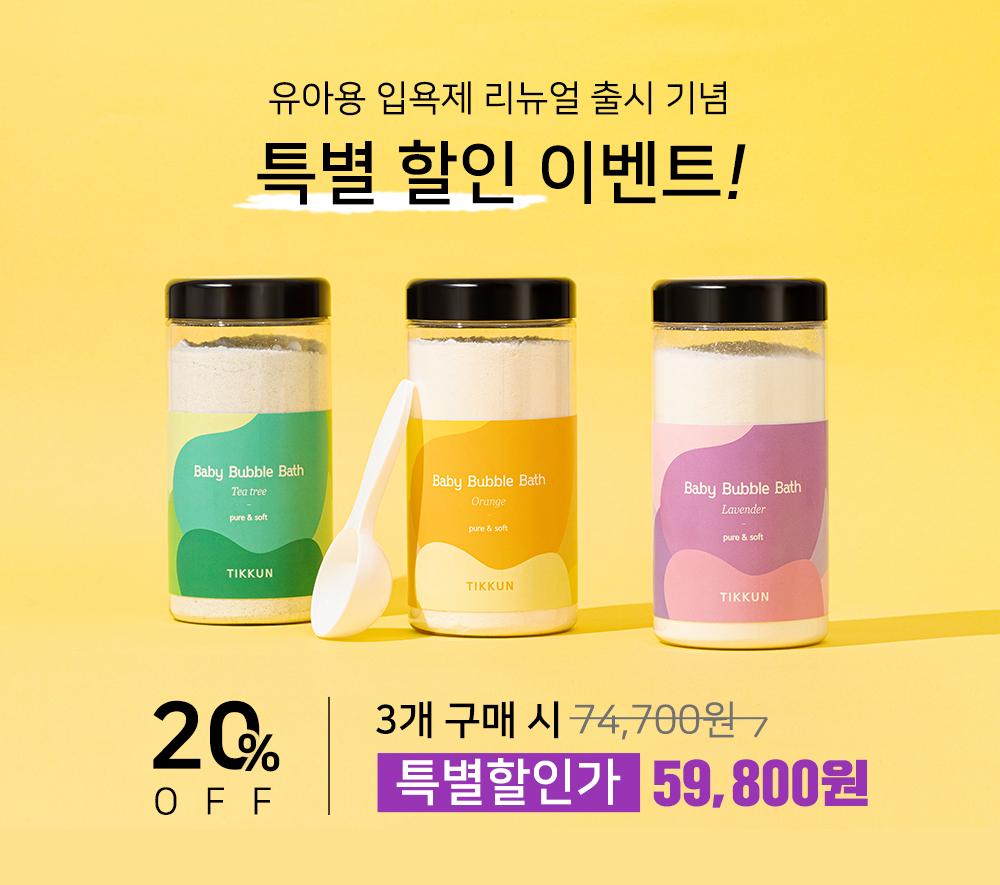 유아용 입욕제 리뉴얼 출시 기념
특별 할인 이벤트!
Baby Bubble Bath
Tea tree
pure & soft
TIKKUN
Baby Bubble Bath
Orange
pure & soft
TIKKUN
Baby Bubble Bath
Lavender
pure & soft
TIKKUN
20%
OFF
3개 구매 시 74,700원
특별할인가 59,800원